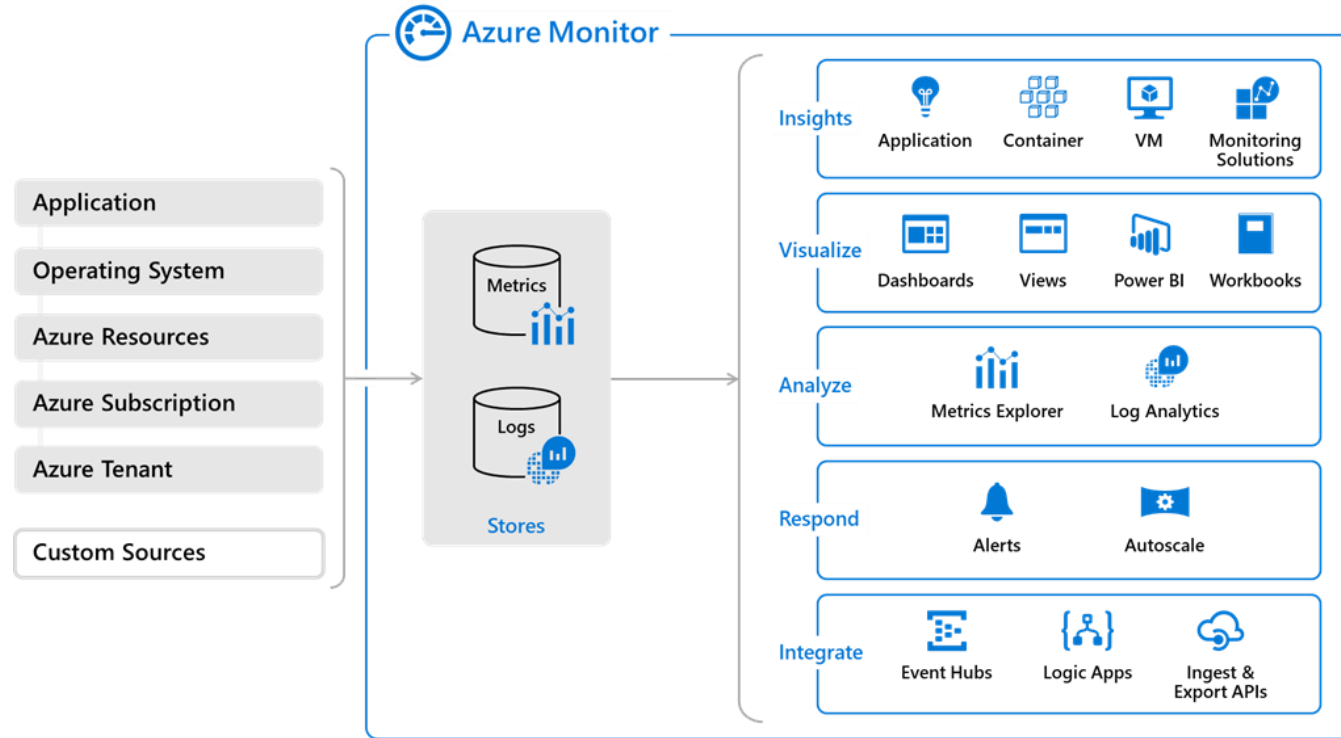 Azure Monitor
Application
Operating System
Azure Resources
Azure Subscription
Azure Tenant
Custom Sources
Metrics
Logs
Stores
Insights
Application
Container
VM
Monitoring
Solutions
Visualize
Dashboards
Views
Power BI
Workbooks
Analyze
Metrics Explorer
Log Analytics
Respond
Alerts
Autoscale
Integrate
Event Hubs
Logic Apps
Ingest &
Export APIs